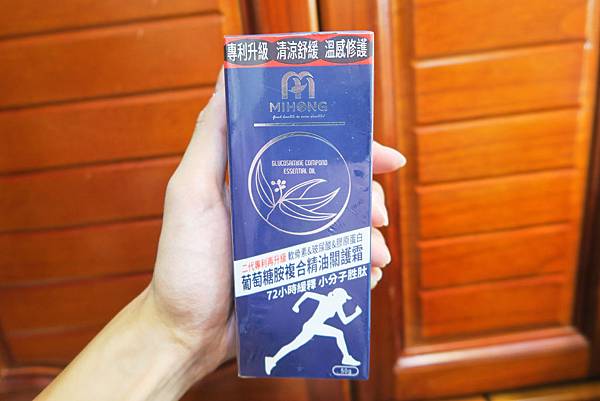 專利升級 清涼舒緩 溫感修護
MIHONG
GLUCOSAMINE COMPOND
ESSENTIAL OIL
二代專利再升級 軟骨素&玻尿酸&膠原蛋白
葡萄糖胺複合精油關護霜
72小時緩釋 小分子胜肽
50g